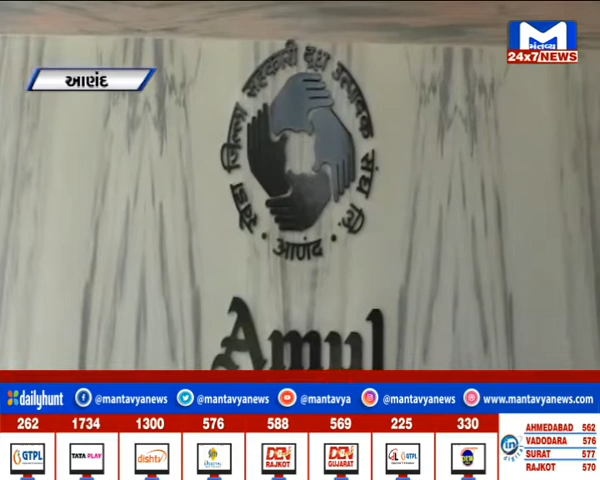 મંતવ્ય
24x7NEWS
આણંદ
ખેડા જિલ્લા સહકારી દૂધ ઉત્પાદક સંઘ લિ.
• આણંદ •
Amul
dailyhunt @mantavyanews @mantavyanews @mantavya @mantavyanews www.mantavyanews.com
262 1734 1300 576 588 569 225 330
GTPL TATA PLAY dishtv DEN RAJKOT DEN GUJARAT GTPL
in digital
AHMEDABAD 562
VADODARA 576
SURAT 577
RAJKOT 570